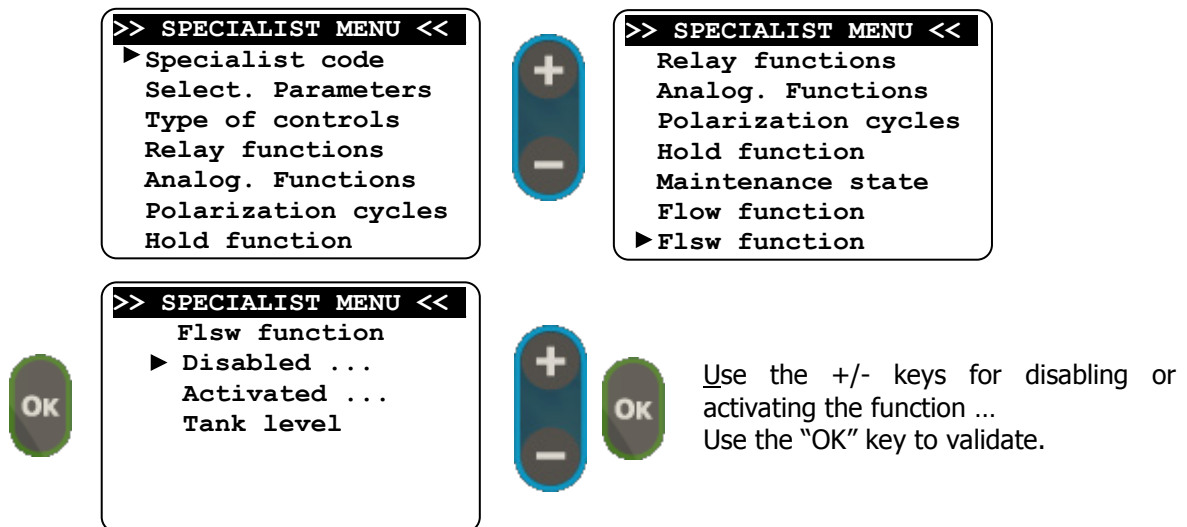 >> SPECIALIST MENU <<
►Specialist code
Select. Parameters
Type of controls
Relay functions
Analog. Functions
Polarization cycles
Hold function
+
-
>> SPECIALIST MENU <<
Relay functions
Analog. Functions
Polarization cycles
Hold function
Maintenance state
Flow function
►Flsw function
OK
>> SPECIALIST MENU <<
Flsw function
► Disabled ...
Activated ...
Tank level
+
-
OK
Use the +/- keys for disabling or
activating the function …
Use the “OK” key to validate.